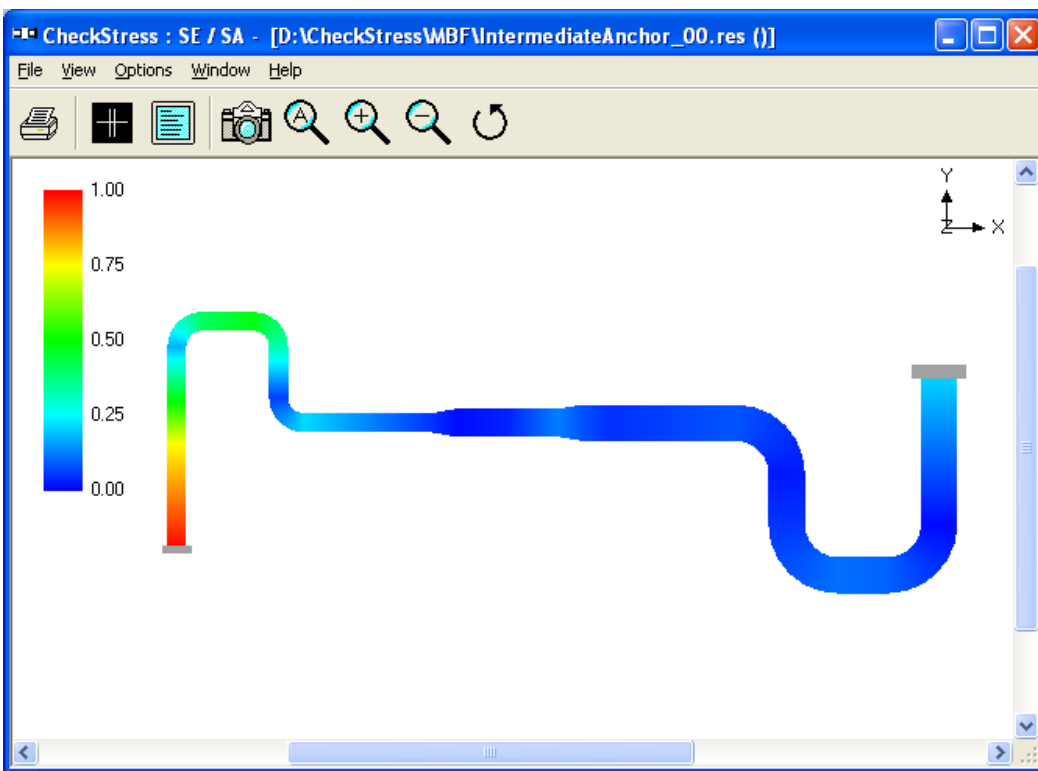 CheckStress : SE / SA - [D:\CheckStress\MBF\IntermediateAnchor_00.res ()]
File View Options Window Help
A + -
1.00
0.75
0.50
0.25
0.00
Y
Z X